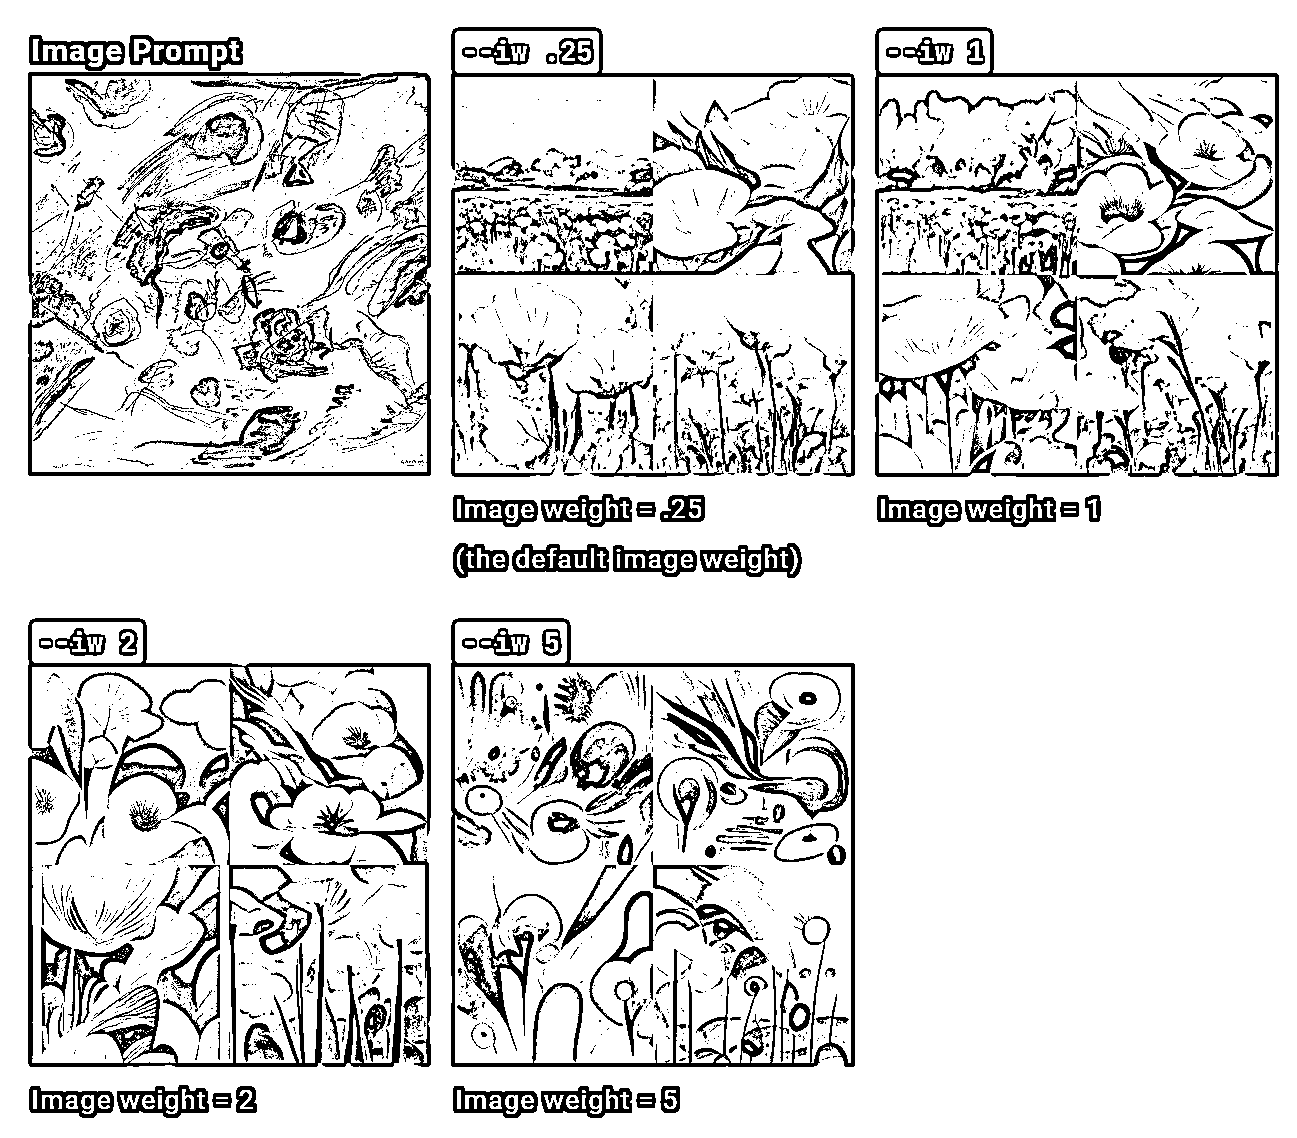 Image Prompt
--iw .25
--iw 1
Image weight = .25
(the default image weight)
Image weight = 1
--iw 2
--iw 5
Image weight = 2
Image weight = 5